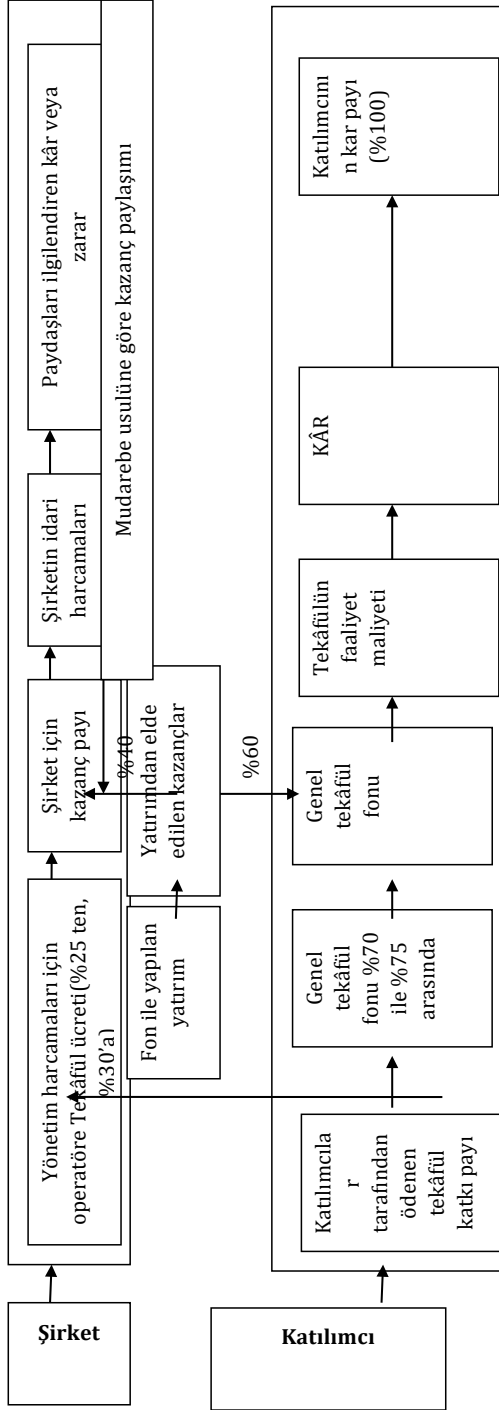 Şirket
Yönetim harcamaları için
operatöre Tekâfül ücreti(%25 ten,
%30’a)
Şirket için
kazanç payı
Şirketin idari
harcamaları
Paydaşları ilgilendiren kâr veya
zarar
Mudarebe usulüne göre kazanç paylaşımı
%40
Fon ile yapılan
yatırım
Yatırımdan elde
edilen kazançlar
%60
Katılımcı
Katılımcıla
r
tarafından
ödenen
tekâfül
katkı payı
Genel
tekâfül
fonu %70
ile %75
arasında
Genel
tekâfül
fonu
Tekâfülün
faaliyet
maliyeti
KÂR
Katılımcını
n kar payı
(%100)